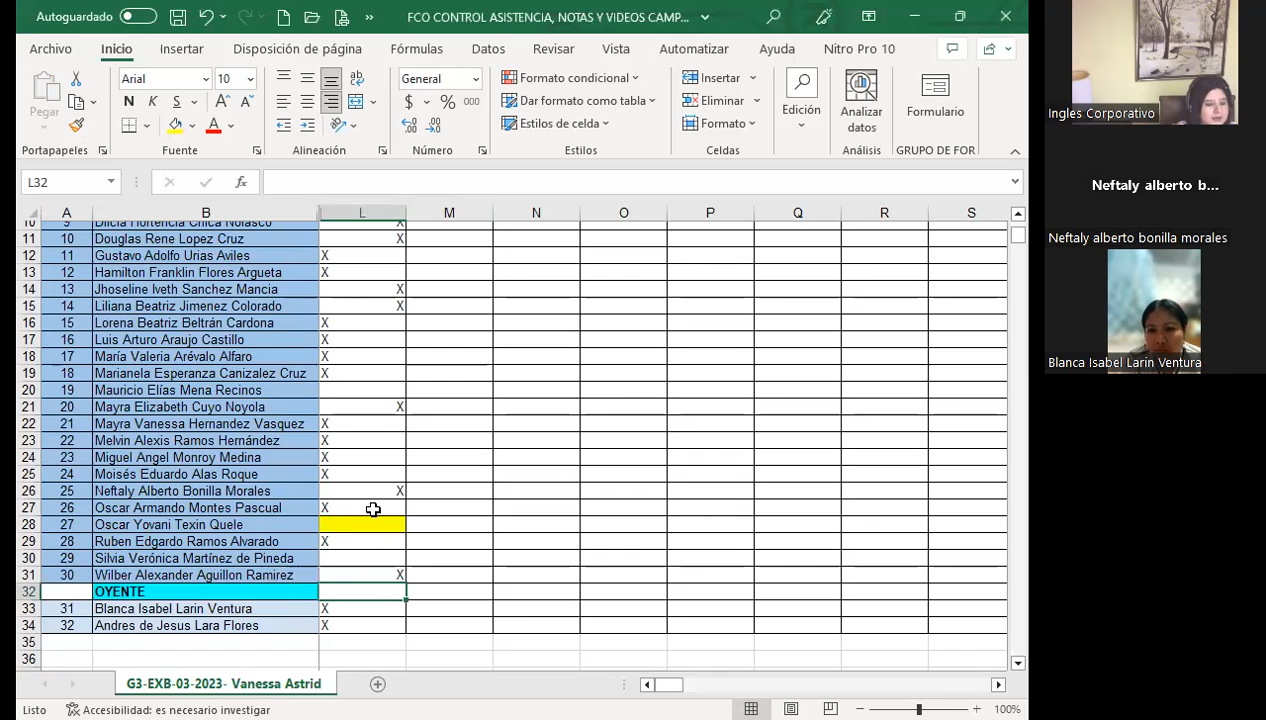 Autoguardado
FCO CONTROL ASISTENCIA, NOTAS Y VIDEOS CAMP...
Archivo Inicio Insertar Disposición de página Fórmulas Datos Revisar Vista Automatizar Ayuda Nitro Pro 10
Pegar
Portapapeles
Arial 10
N K S
Fuente
ab
Alineación
General
$ % 000
Número
Formato condicional
Dar formato como tabla
Estilos de celda
Estilos
Insertar
Eliminar
Formato
Celdas
Edición
Analizar
datos
Análisis
Formulario
GRUPO DE FOR
L32
fx
A B L M N O P Q R S
10 9 Dilcia Hortencia Chica Nolasco X
11 10 Douglas Rene Lopez Cruz X
12 11 Gustavo Adolfo Urias Aviles X
13 12 Hamilton Franklin Flores Argueta X
14 13 Jhoseline Iveth Sanchez Mancia X
15 14 Liliana Beatriz Jimenez Colorado X
16 15 Lorena Beatriz Beltrán Cardona X
17 16 Luis Arturo Araujo Castillo X
18 17 María Valeria Arévalo Alfaro X
19 18 Marianela Esperanza Canizalez Cruz X
20 19 Mauricio Elías Mena Recinos
21 20 Mayra Elizabeth Cuyo Noyola X
22 21 Mayra Vanessa Hernandez Vasquez X
23 22 Melvin Alexis Ramos Hernández X
24 23 Miguel Angel Monroy Medina X
25 24 Moisés Eduardo Alas Roque X
26 25 Neftaly Alberto Bonilla Morales X
27 26 Oscar Armando Montes Pascual X
28 27 Oscar Yovani Texin Quele
29 28 Ruben Edgardo Ramos Alvarado X
30 29 Silvia Verónica Martínez de Pineda
31 30 Wilber Alexander Aguillon Ramirez X
32 OYENTE
33 31 Blanca Isabel Larin Ventura X
34 32 Andres de Jesus Lara Flores X
35
36
G3-EXB-03-2023- Vanessa Astrid
Listo Accesibilidad: es necesario investigar 100%
Ingles Corporativo
Neftaly alberto b...
Neftaly alberto bonilla morales
Blanca Isabel Larin Ventura